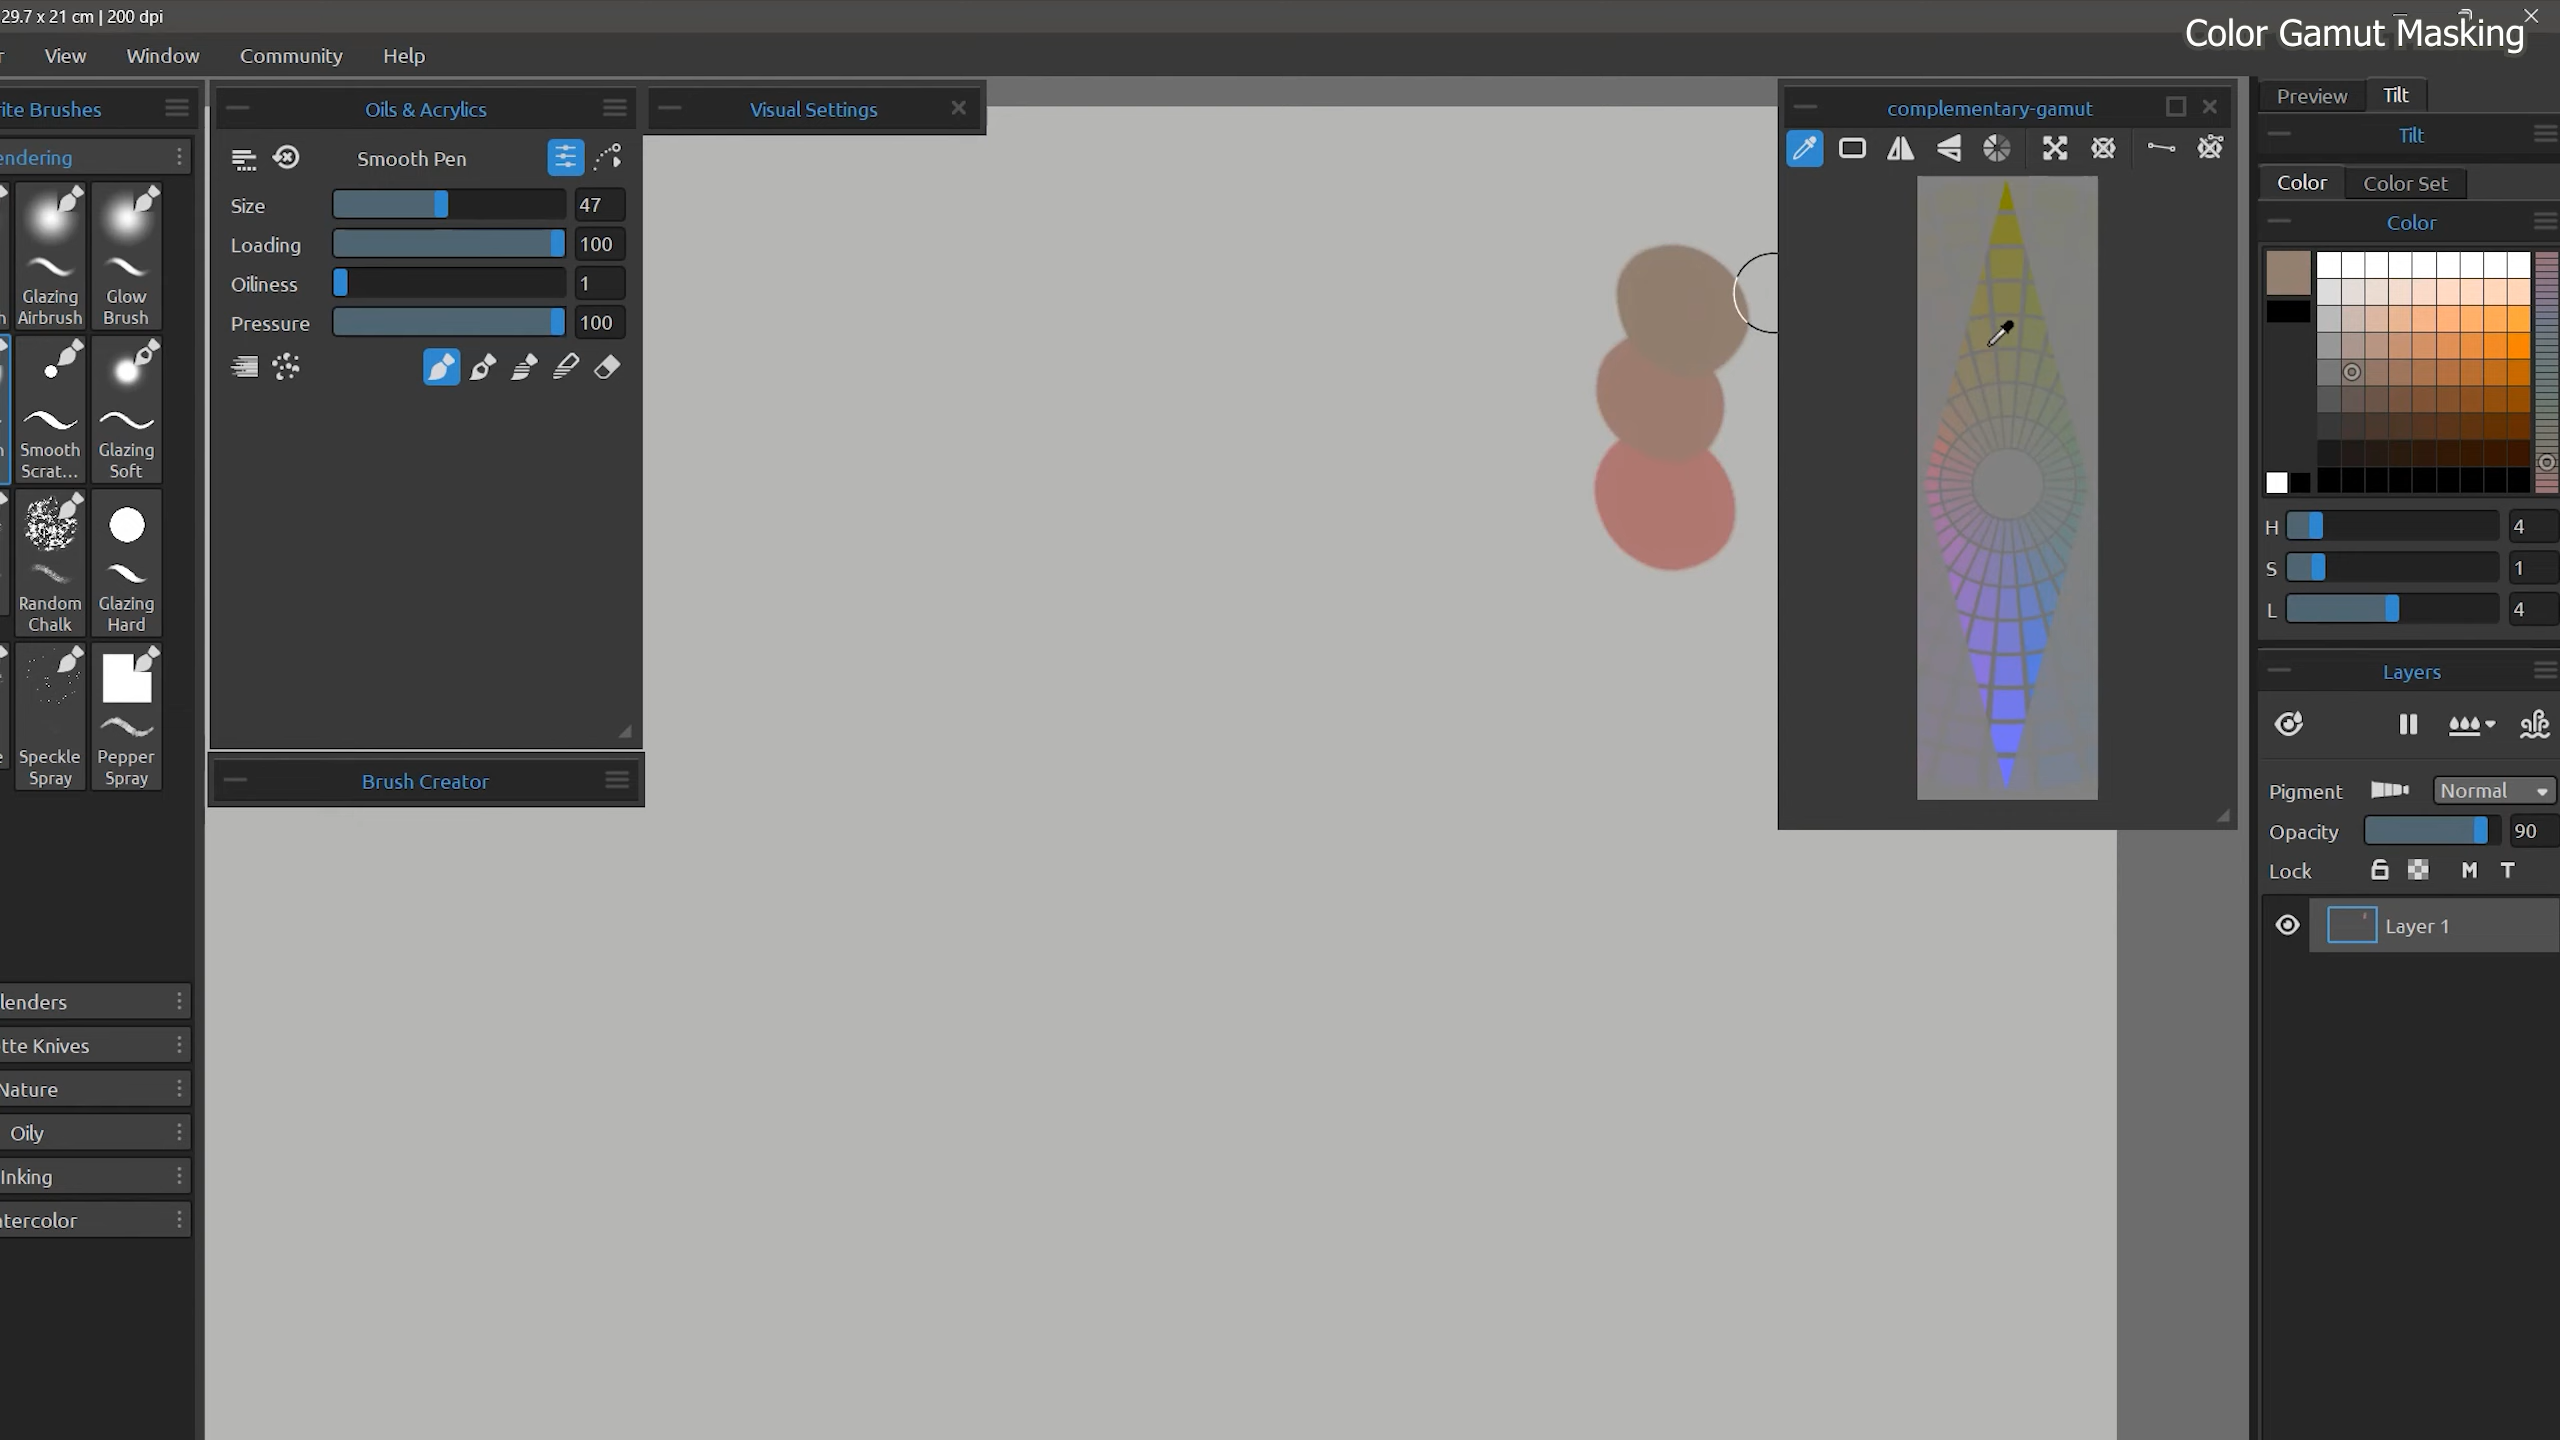 29.7 x 21 cm | 200 dpi
Color Gamut Masking
View Window Community Help
ite Brushes
endering
Glazing Airbrush
Glow Brush
Smooth Scrat...
Glazing Soft
Random Chalk
Glazing Hard
Speckle Spray
Pepper Spray
lenders
tte Knives
Nature
Oily
Inking
tercolor
Oils & Acrylics
Smooth Pen
Size 47
Loading 100
Oiliness 1
Pressure 100
Brush Creator
Visual Settings
complementary-gamut
Preview Tilt
Tilt
Color Color Set
Color
H 4
S 1
L 4
Layers
Pigment Normal
Opacity 90
Lock M T
Layer 1